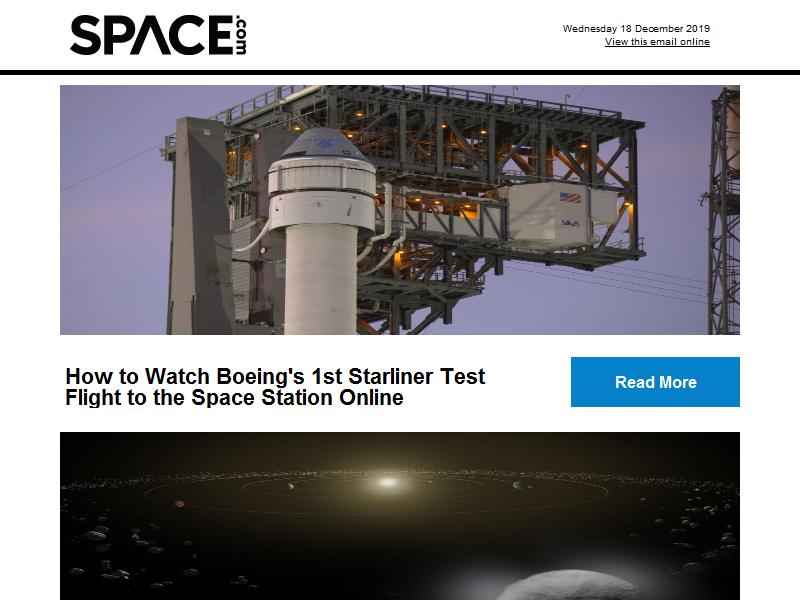 SPACE.com
Wednesday 18 December 2019
View this email online
How to Watch Boeing's 1st Starliner Test
Flight to the Space Station Online
Read More